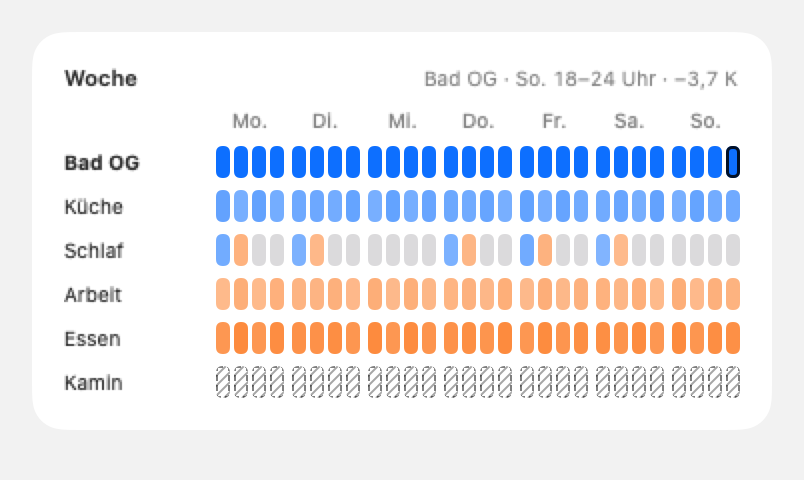 Woche
Bad OG · So. 18–24 Uhr · −3,7 K
Mo. Di. Mi. Do. Fr. Sa. So.
Bad OG
Küche
Schlaf
Arbeit
Essen
Kamin